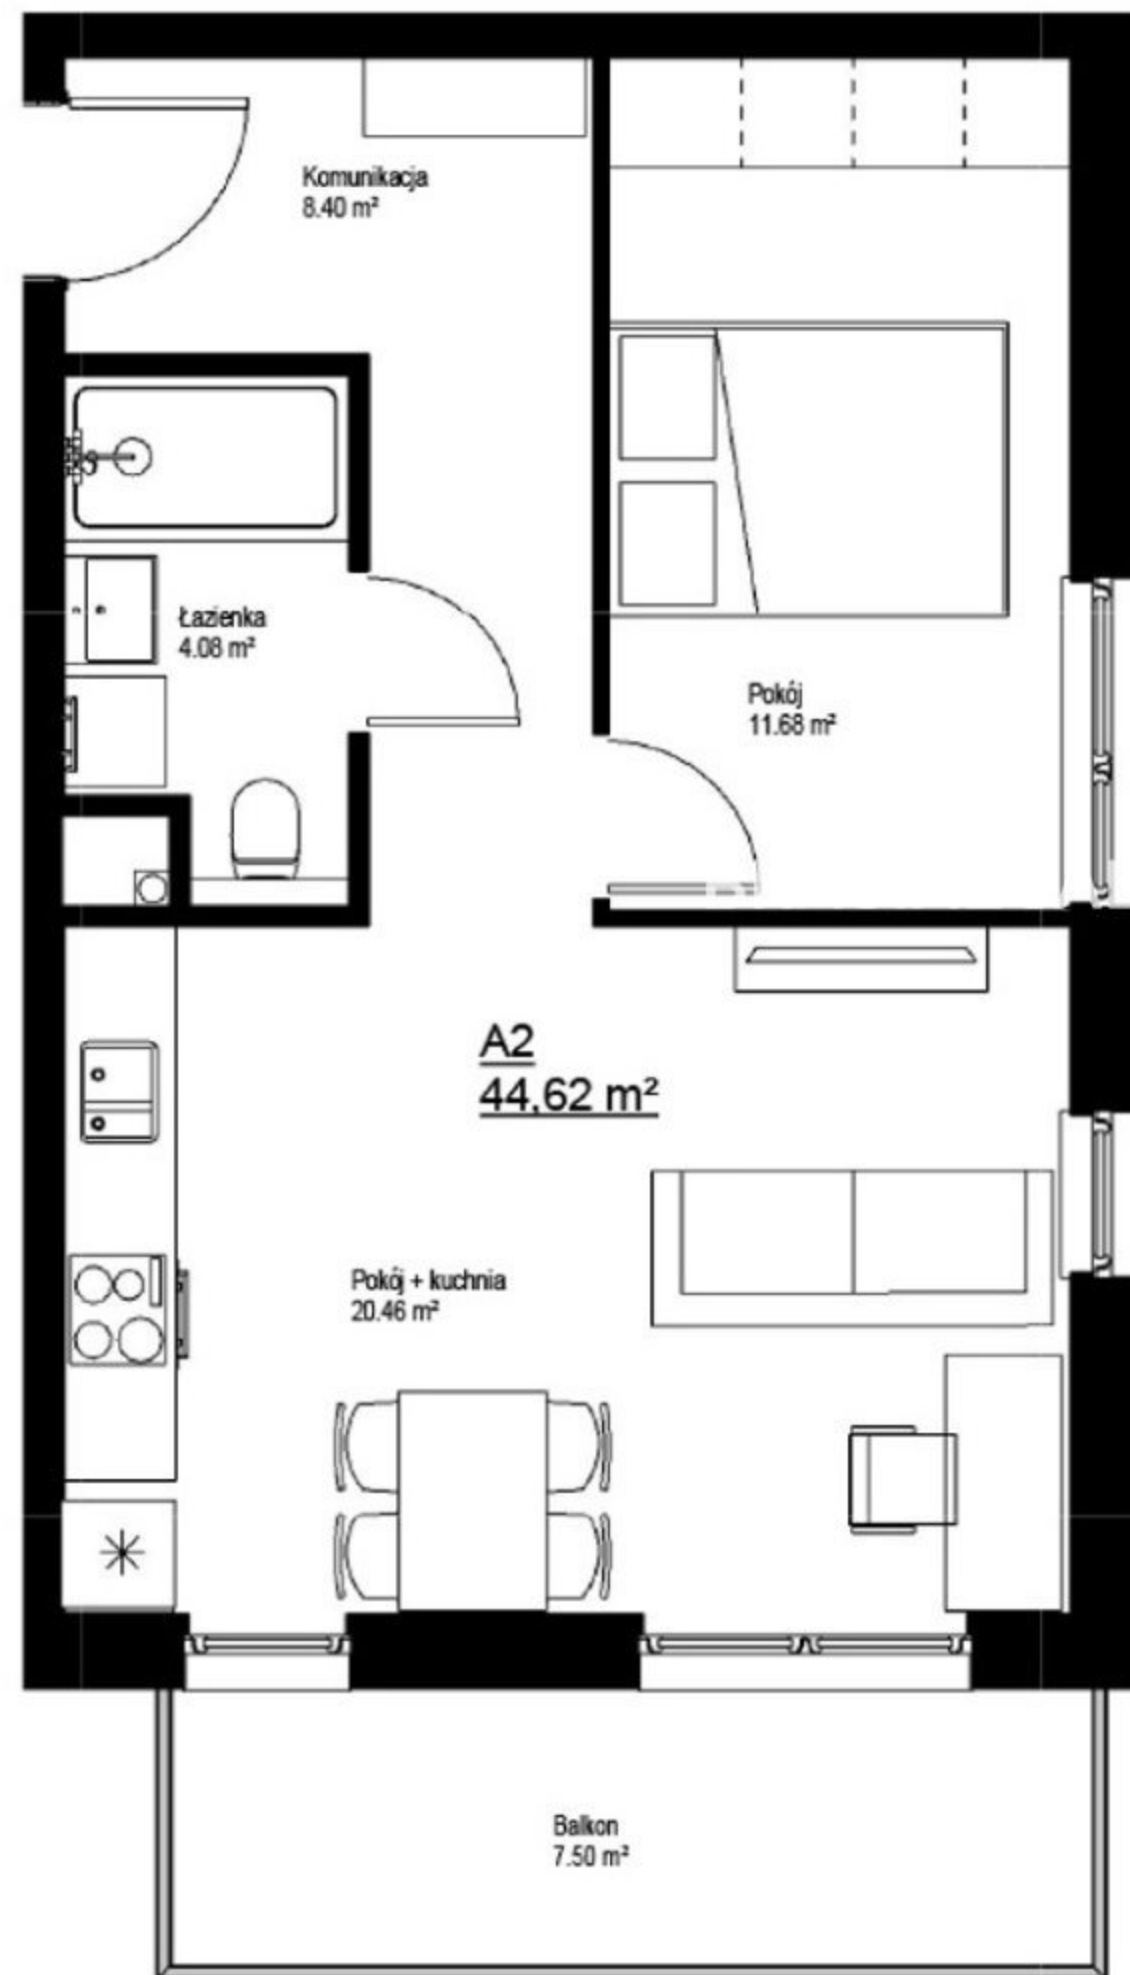 Komunikacja
8.40 m²
Łazienka
4.08 m²
Pokój
11.68 m²
A2
44,62 m²
Pokój + kuchnia
20.46 m²
Balkon
7.50 m²